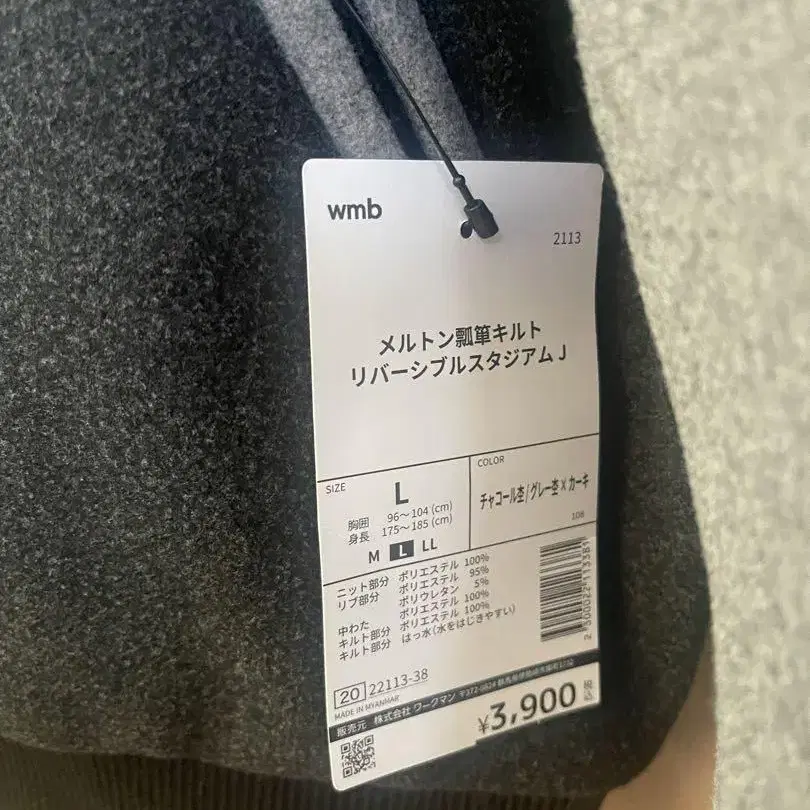 wmb
2113
メルトン瓢箪キルト
リバーシブルスタジアム J
SIZE
L
胸囲 96〜104 (cm)
身長 175〜185 (cm)
M L LL
COLOR
チャコール杢/グレー杢×カーキ
108
ニット部分 ポリエステル 100%
リブ部分 ポリエステル 95%
ポリウレタン 5%
中わた ポリエステル 100%
キルト部分 ポリエステル 100%
キルト部分 はっ水(水をはじきやすい)
20 22113-38
MADE IN MYANMAR
販売元 株式会社 ワークマン
¥3,900